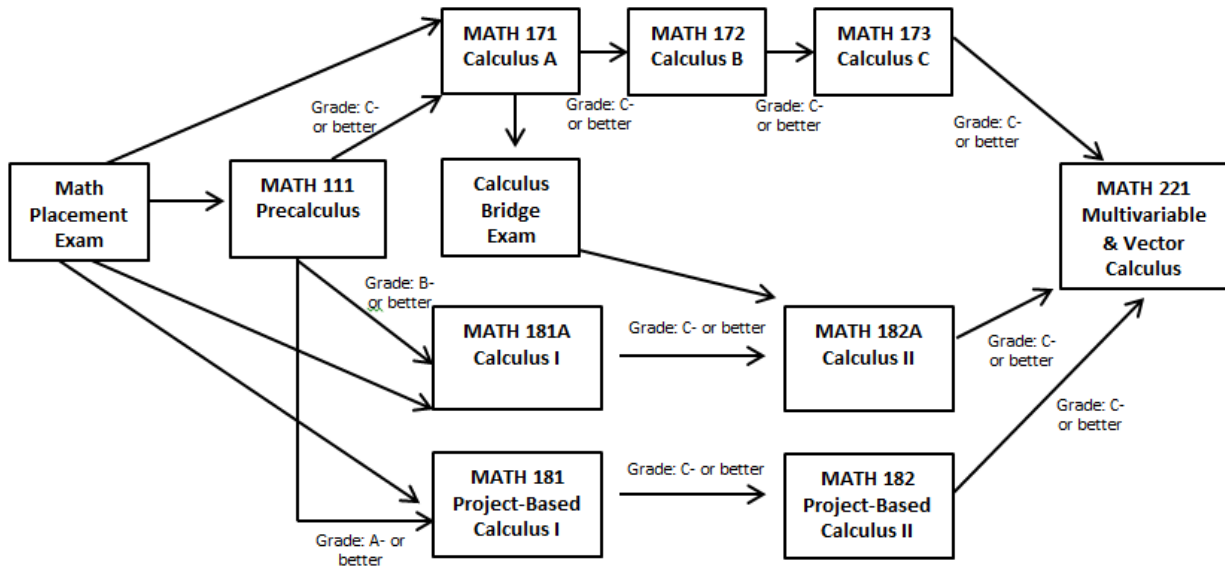 MATH 171
Calculus A
MATH 172
Calculus B
MATH 173
Calculus C
Grade: C-
or better
Grade: C-
or better
Grade: C-
or better
Grade: C-
or better
Math
Placement
Exam
MATH 111
Precalculus
Calculus
Bridge
Exam
MATH 221
Multivariable
& Vector
Calculus
Grade: B-
or better
MATH 181A
Calculus I
Grade: C- or better
MATH 182A
Calculus II
Grade: C-
or better
Grade: C-
or better
MATH 181
Project-Based
Calculus I
Grade: C- or better
MATH 182
Project-Based
Calculus II
Grade: A- or
better